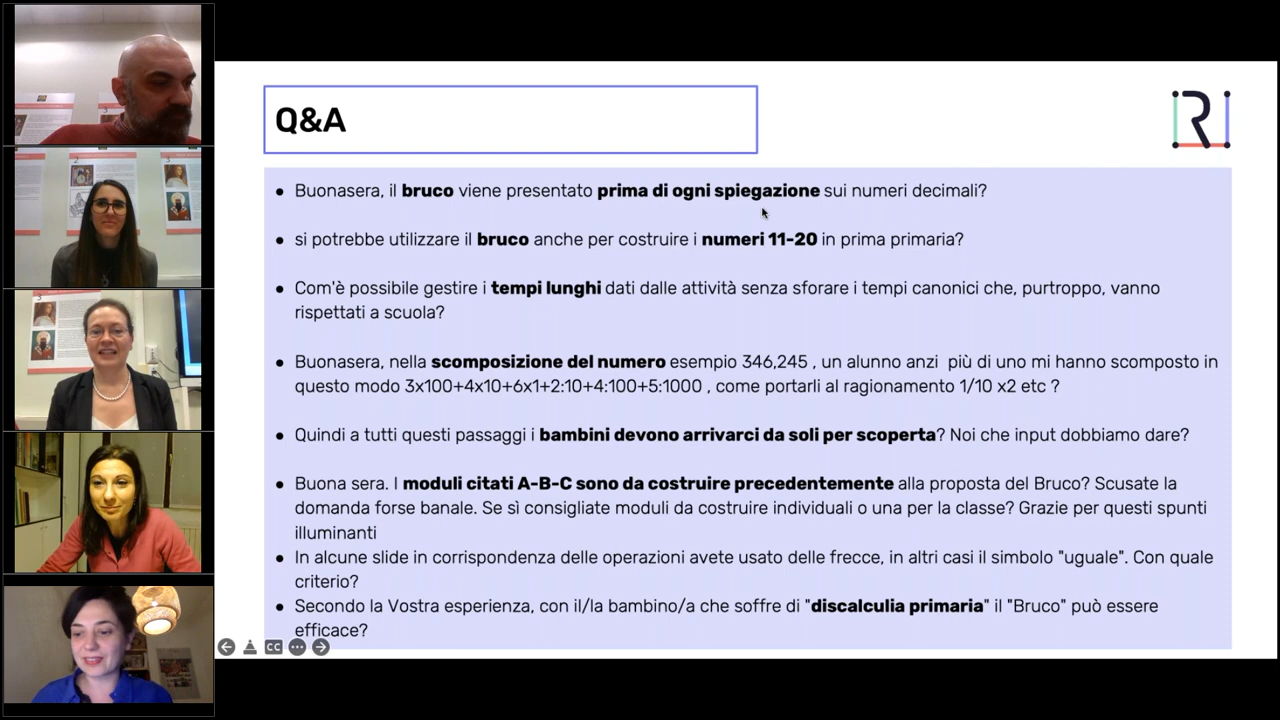 Q&A
Buonasera, il bruco viene presentato prima di ogni spiegazione sui numeri decimali?
si potrebbe utilizzare il bruco anche per costruire i numeri 11-20 in prima primaria?
Com'è possibile gestire i tempi lunghi dati dalle attività senza sforare i tempi canonici che, purtroppo, vanno
rispettati a scuola?
Buonasera, nella scomposizione del numero esempio 346,245 , un alunno anzi più di uno mi hanno scomposto in
questo modo 3x100+4x10+6x1+2:10+4:100+5:1000 , come portarli al ragionamento 1/10 x2 etc ?
Quindi a tutti questi passaggi i bambini devono arrivarci da soli per scoperta? Noi che input dobbiamo dare?
Buona sera. I moduli citati A-B-C sono da costruire precedentemente alla proposta del Bruco? Scusate la
domanda forse banale. Se sì consigliate moduli da costruire individuali o una per la classe? Grazie per questi spunti
illuminanti
In alcune slide in corrispondenza delle operazioni avete usato delle frecce, in altri casi il simbolo "uguale". Con quale
criterio?
Secondo la Vostra esperienza, con il/la bambino/a che soffre di "discalculia primaria" il "Bruco" può essere
efficace?
CC